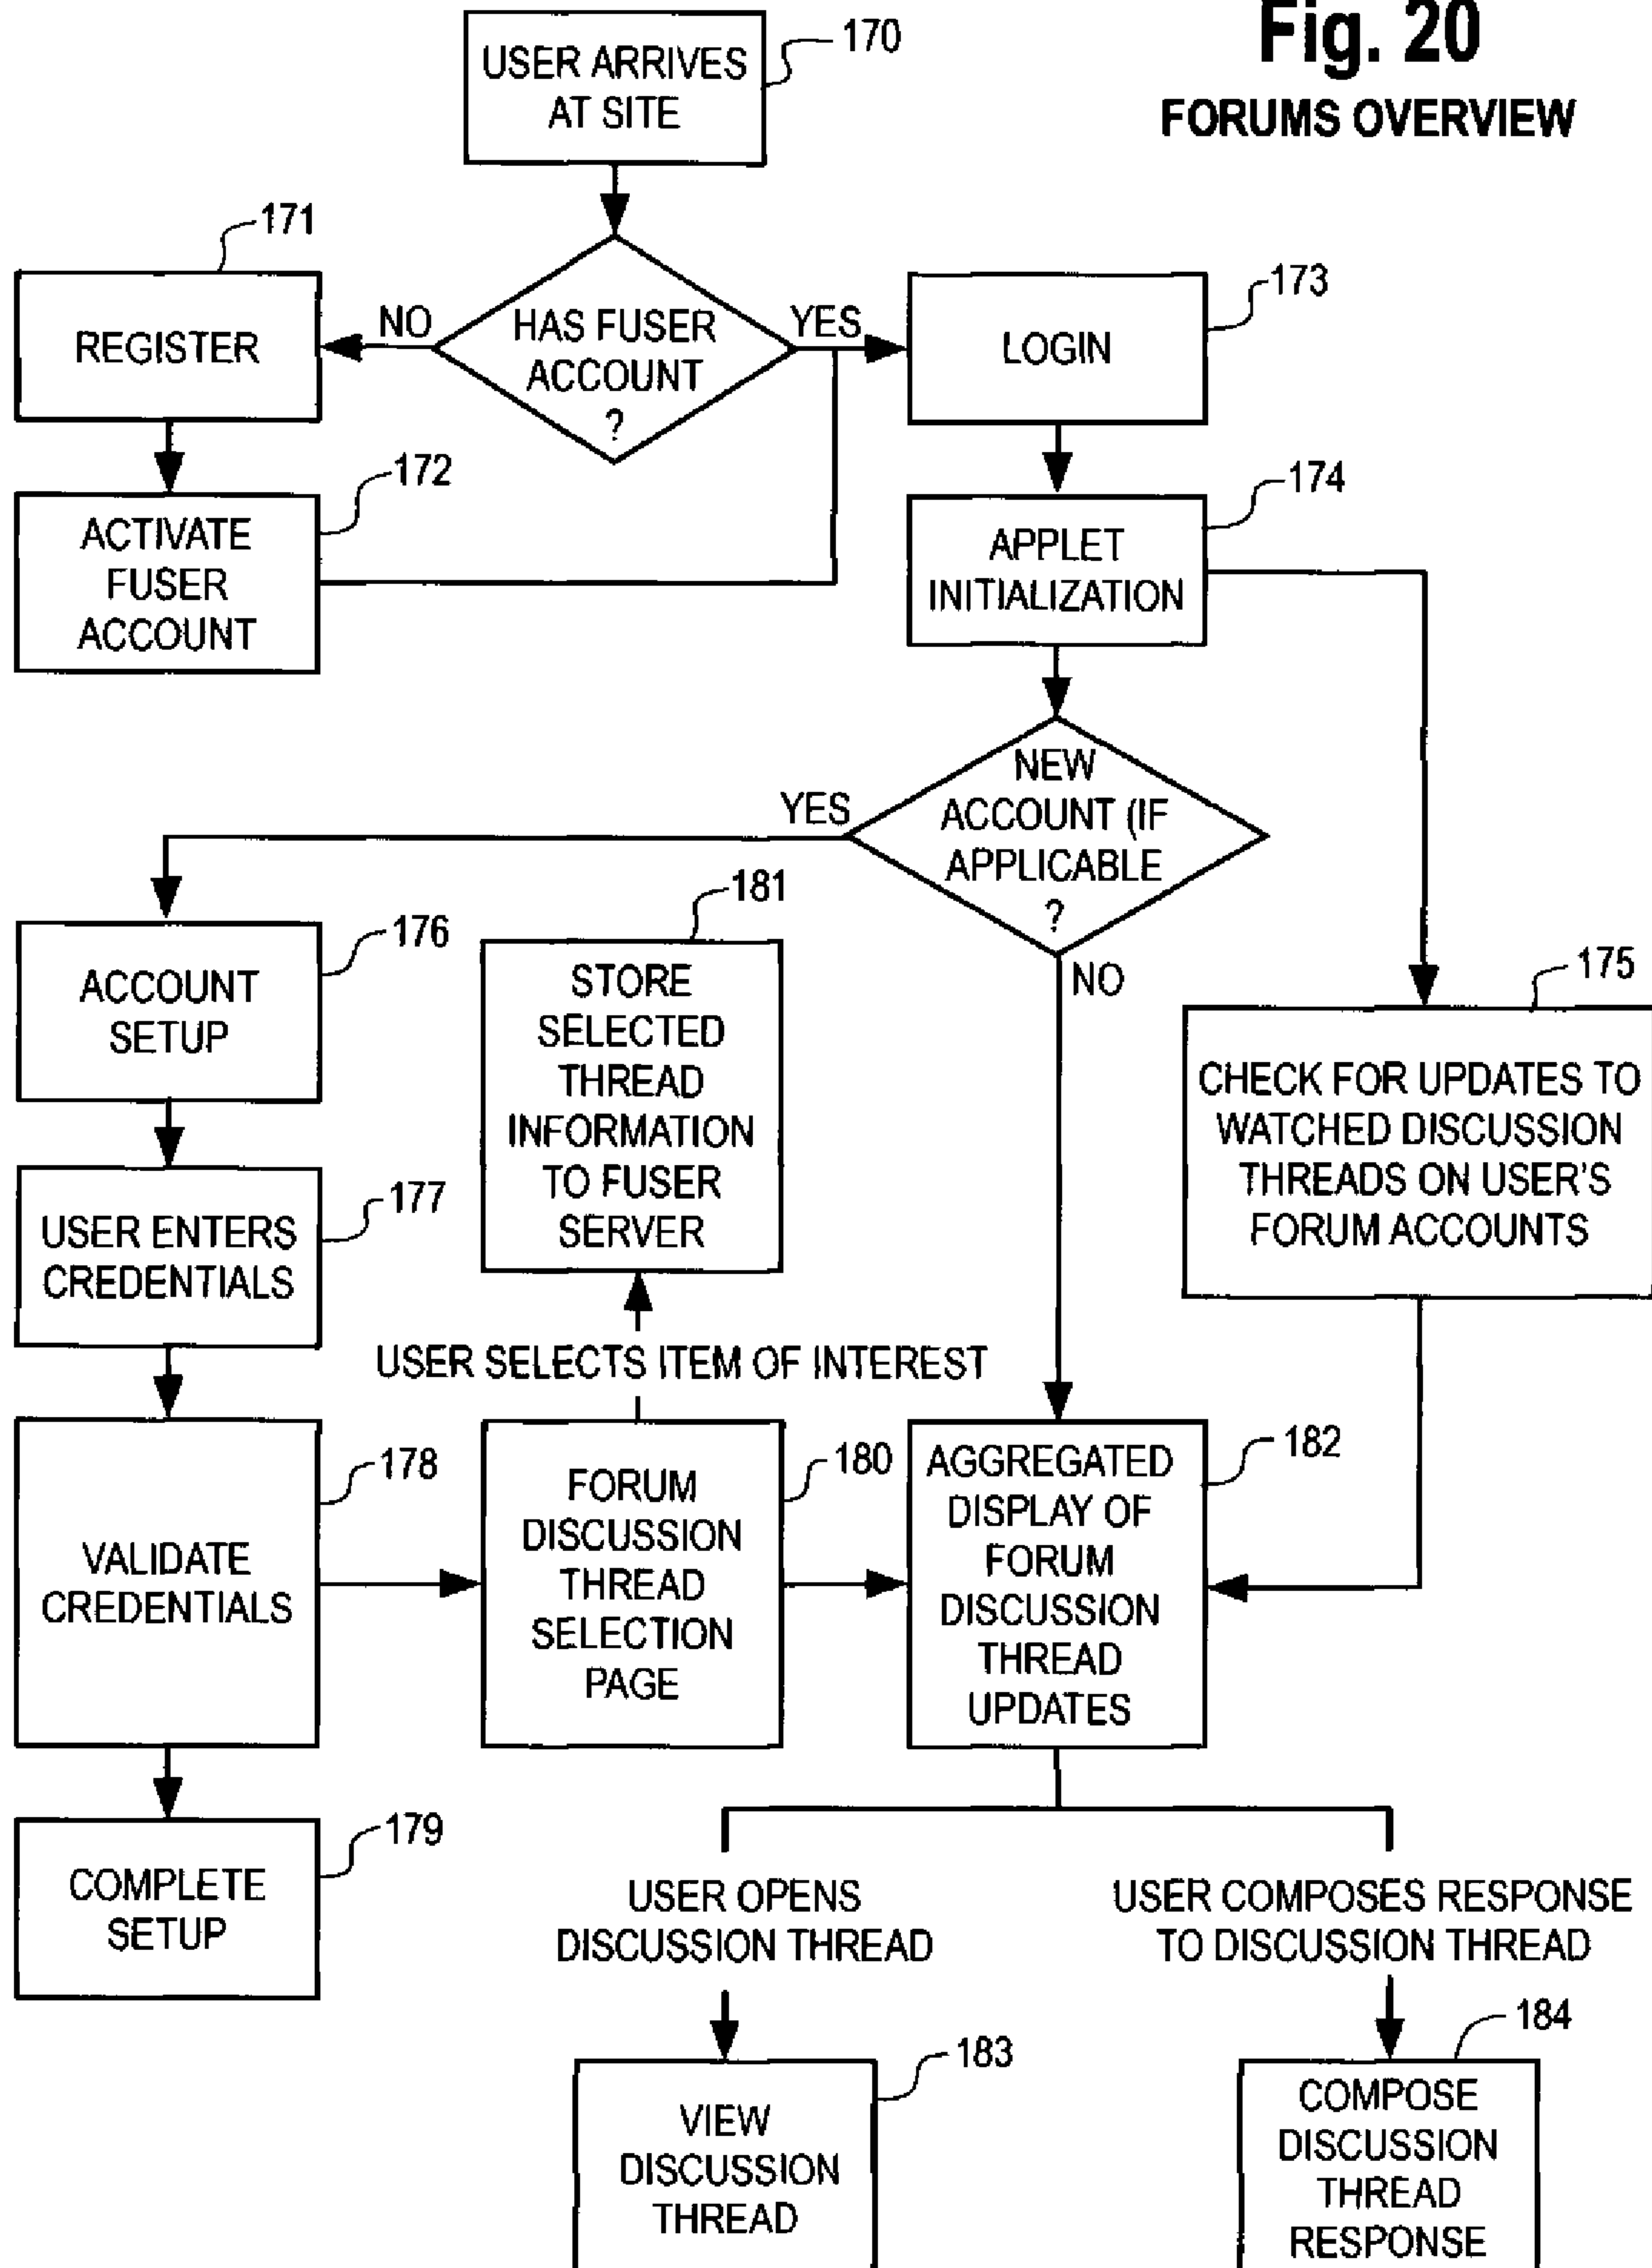 Fig. 20
FORUMS OVERVIEW
USER ARRIVES
AT SITE
170
171
REGISTER
NO
HAS FUSER
ACCOUNT
?
YES
LOGIN
173
172
ACTIVATE
FUSER
ACCOUNT
174
APPLET
INITIALIZATION
NEW
ACCOUNT (IF
APPLICABLE
?
YES
NO
176
ACCOUNT
SETUP
181
STORE
SELECTED
THREAD
INFORMATION
TO FUSER
SERVER
175
CHECK FOR UPDATES TO
WATCHED DISCUSSION
THREADS ON USER'S
FORUM ACCOUNTS
177
USER ENTERS
CREDENTIALS
USER SELECTS ITEM OF INTEREST
178
VALIDATE
CREDENTIALS
180
FORUM
DISCUSSION
THREAD
SELECTION
PAGE
182
AGGREGATED
DISPLAY OF
FORUM
DISCUSSION
THREAD
UPDATES
179
COMPLETE
SETUP
USER OPENS
DISCUSSION THREAD
USER COMPOSES RESPONSE
TO DISCUSSION THREAD
183
VIEW
DISCUSSION
THREAD
184
COMPOSE
DISCUSSION
THREAD
RESPONSE